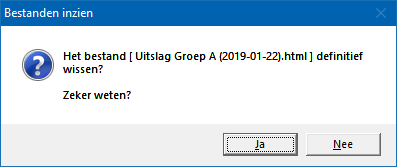 Bestanden inzien
Het bestand [ Uitslag Groep A (2019-01-22).html ] definitief
wissen?
Zeker weten?
Ja
Nee